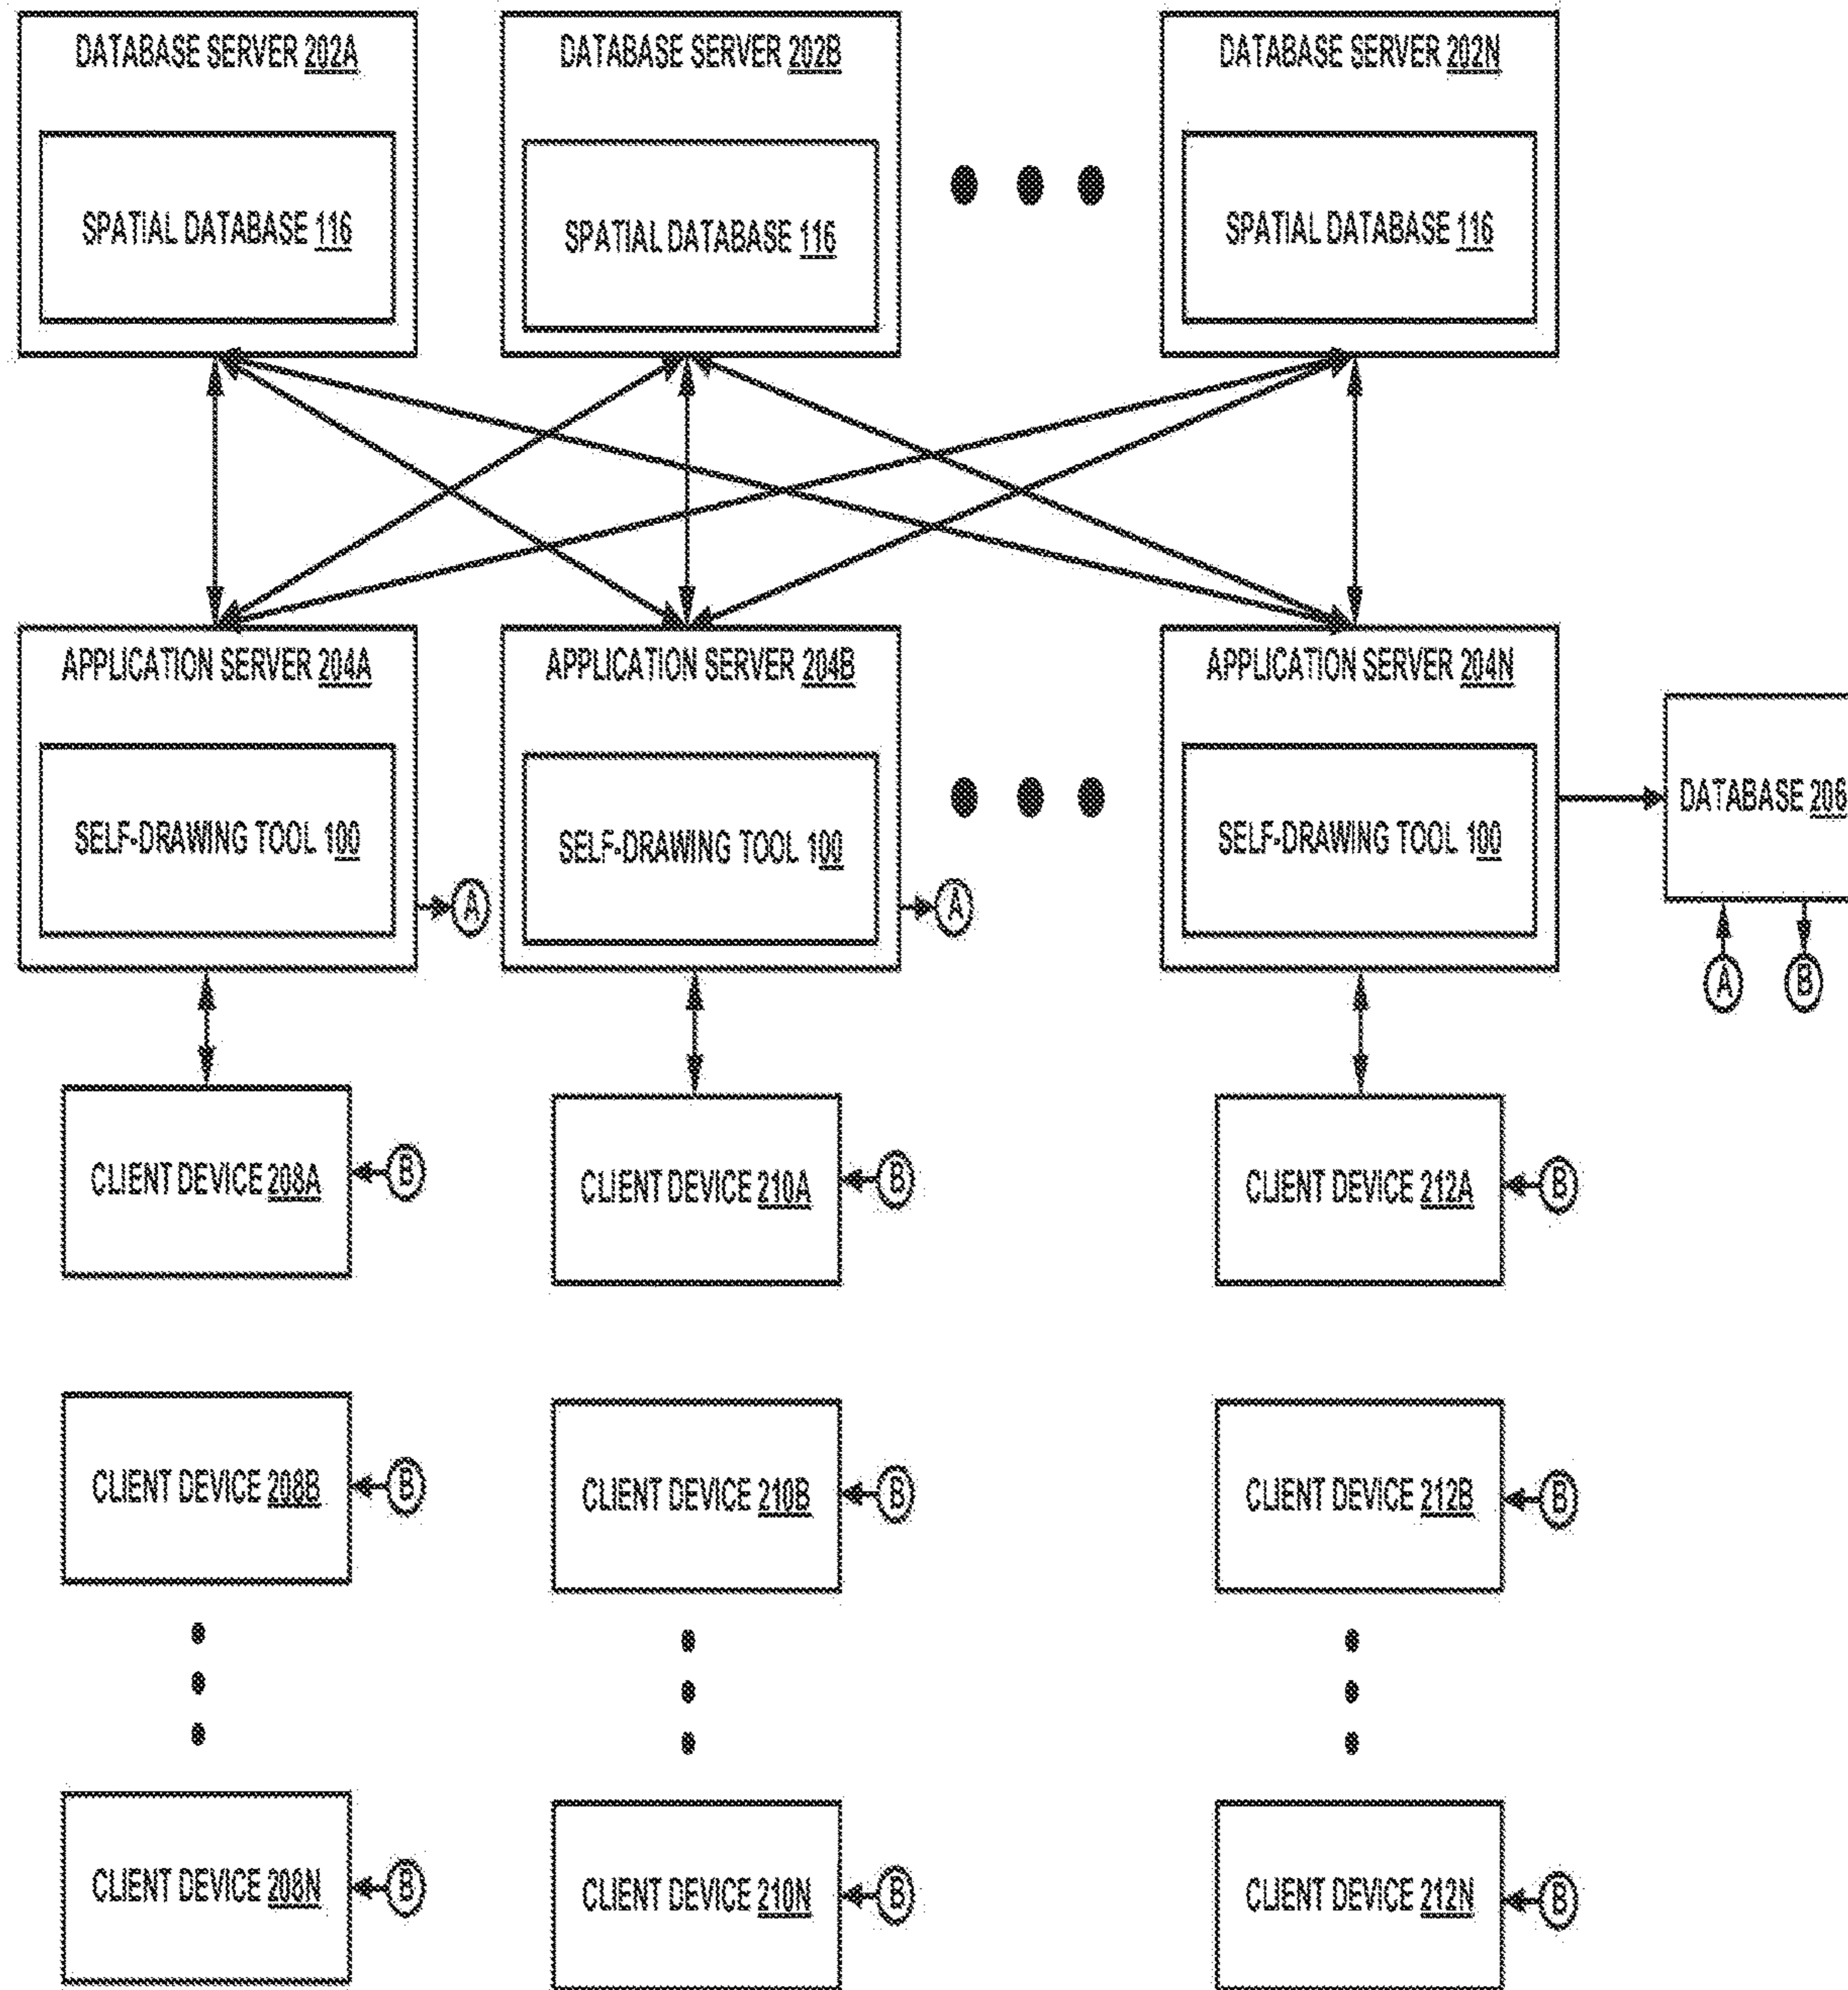 DATABASE SERVER 202A
DATABASE SERVER 202B
DATABASE SERVER 202N
SPATIAL DATABASE 116
SPATIAL DATABASE 116
SPATIAL DATABASE 116
APPLICATION SERVER 204A
APPLICATION SERVER 204B
APPLICATION SERVER 204N
SELF-DRAWING TOOL 100
SELF-DRAWING TOOL 100
SELF-DRAWING TOOL 100
DATABASE 206
A
A
A
B
CLIENT DEVICE 208A
B
CLIENT DEVICE 210A
B
CLIENT DEVICE 212A
B
CLIENT DEVICE 208B
B
CLIENT DEVICE 210B
B
CLIENT DEVICE 212B
B
CLIENT DEVICE 208N
B
CLIENT DEVICE 210N
B
CLIENT DEVICE 212N
B